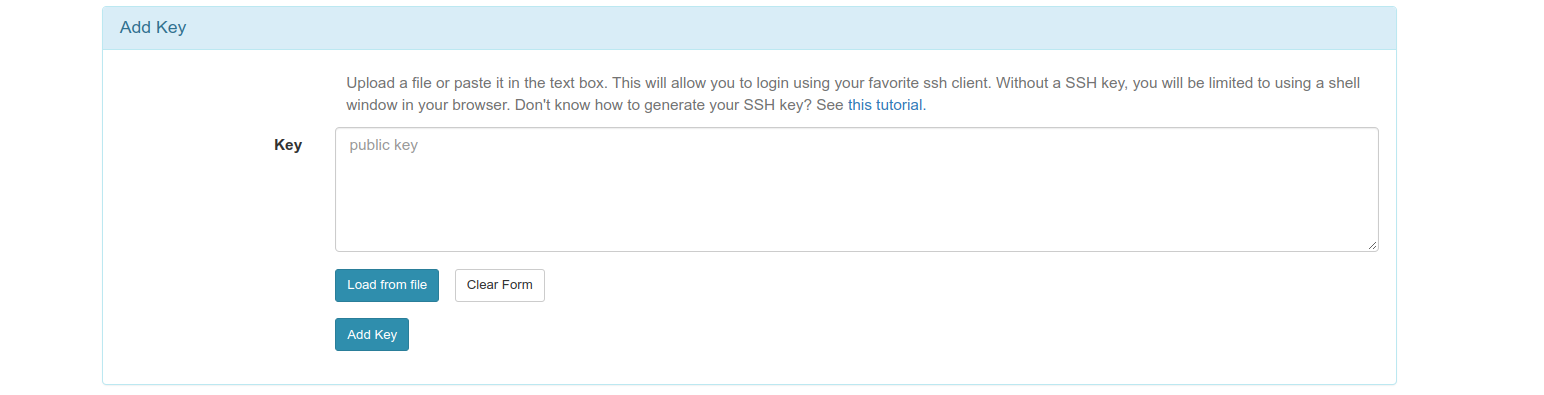 Add Key
Upload a file or paste it in the text box. This will allow you to login using your favorite ssh client. Without a SSH key, you will be limited to using a shell
window in your browser. Don't know how to generate your SSH key? See this tutorial.
Key
public key
Load from file
Clear Form
Add Key